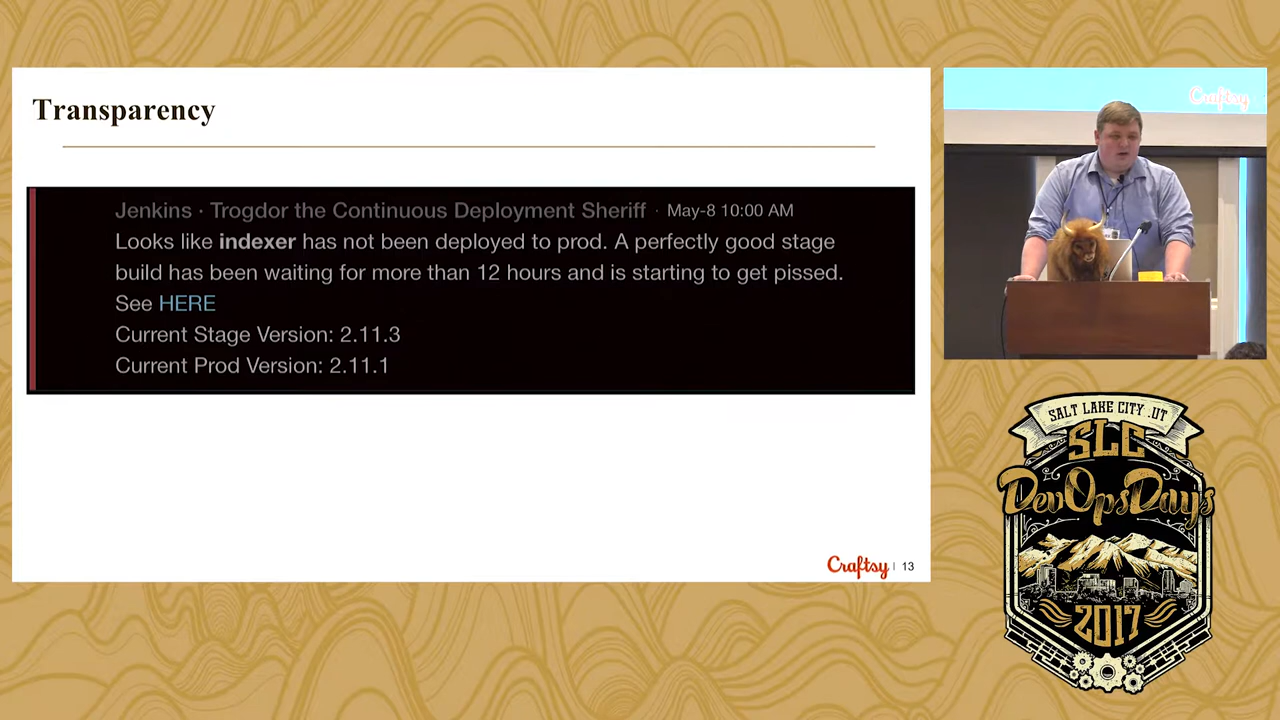 Transparency
Jenkins · Trogdor the Continuous Deployment Sheriff · May-8 10:00 AM
Looks like indexer has not been deployed to prod. A perfectly good stage
build has been waiting for more than 12 hours and is starting to get pissed.
See HERE
Current Stage Version: 2.11.3
Current Prod Version: 2.11.1
Craftsy | 13
Craftsy
SALT LAKE CITY .UT
SLC
DevOpsDays
2017